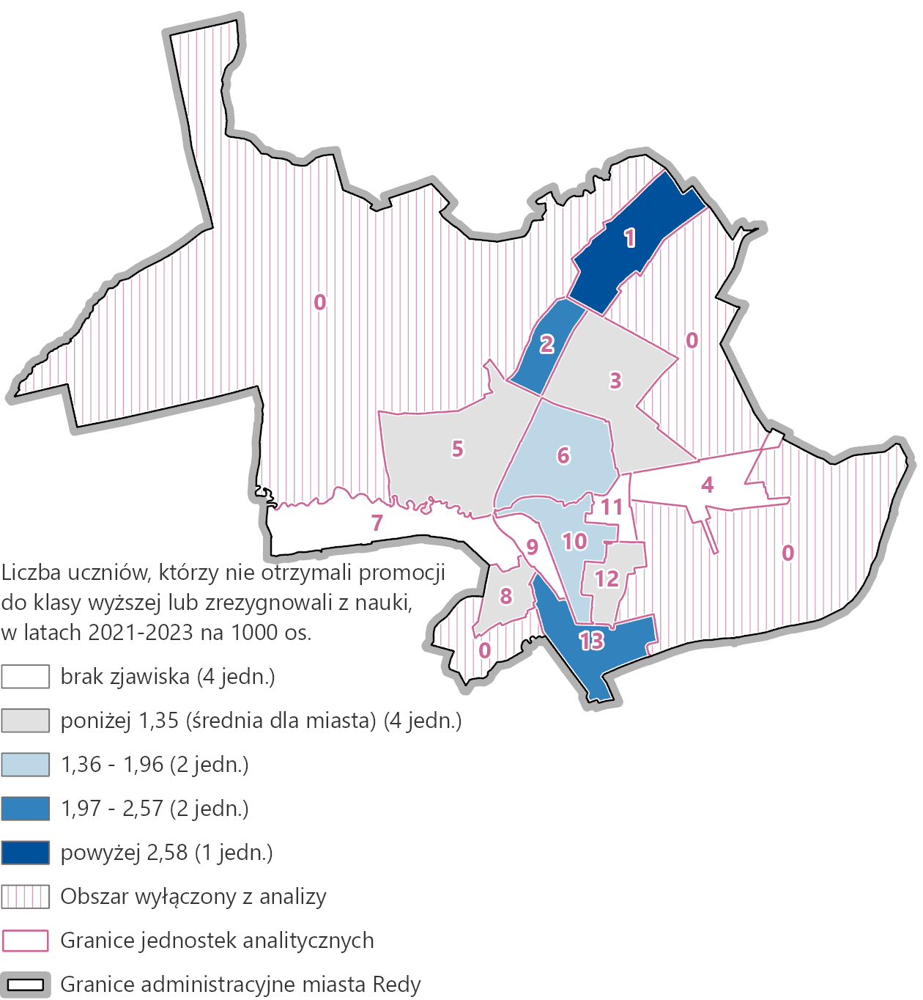 1
0
2
0
3
5
6
4
11
7
10
9
0
12
8
13
0
Liczba uczniów, którzy nie otrzymali promocji
do klasy wyższej lub zrezygnowali z nauki,
w latach 2021-2023 na 1000 os.
brak zjawiska (4 jedn.)
poniżej 1,35 (średnia dla miasta) (4 jedn.)
1,36 - 1,96 (2 jedn.)
1,97 - 2,57 (2 jedn.)
powyżej 2,58 (1 jedn.)
Obszar wyłączony z analizy
Granice jednostek analitycznych
Granice administracyjne miasta Redy